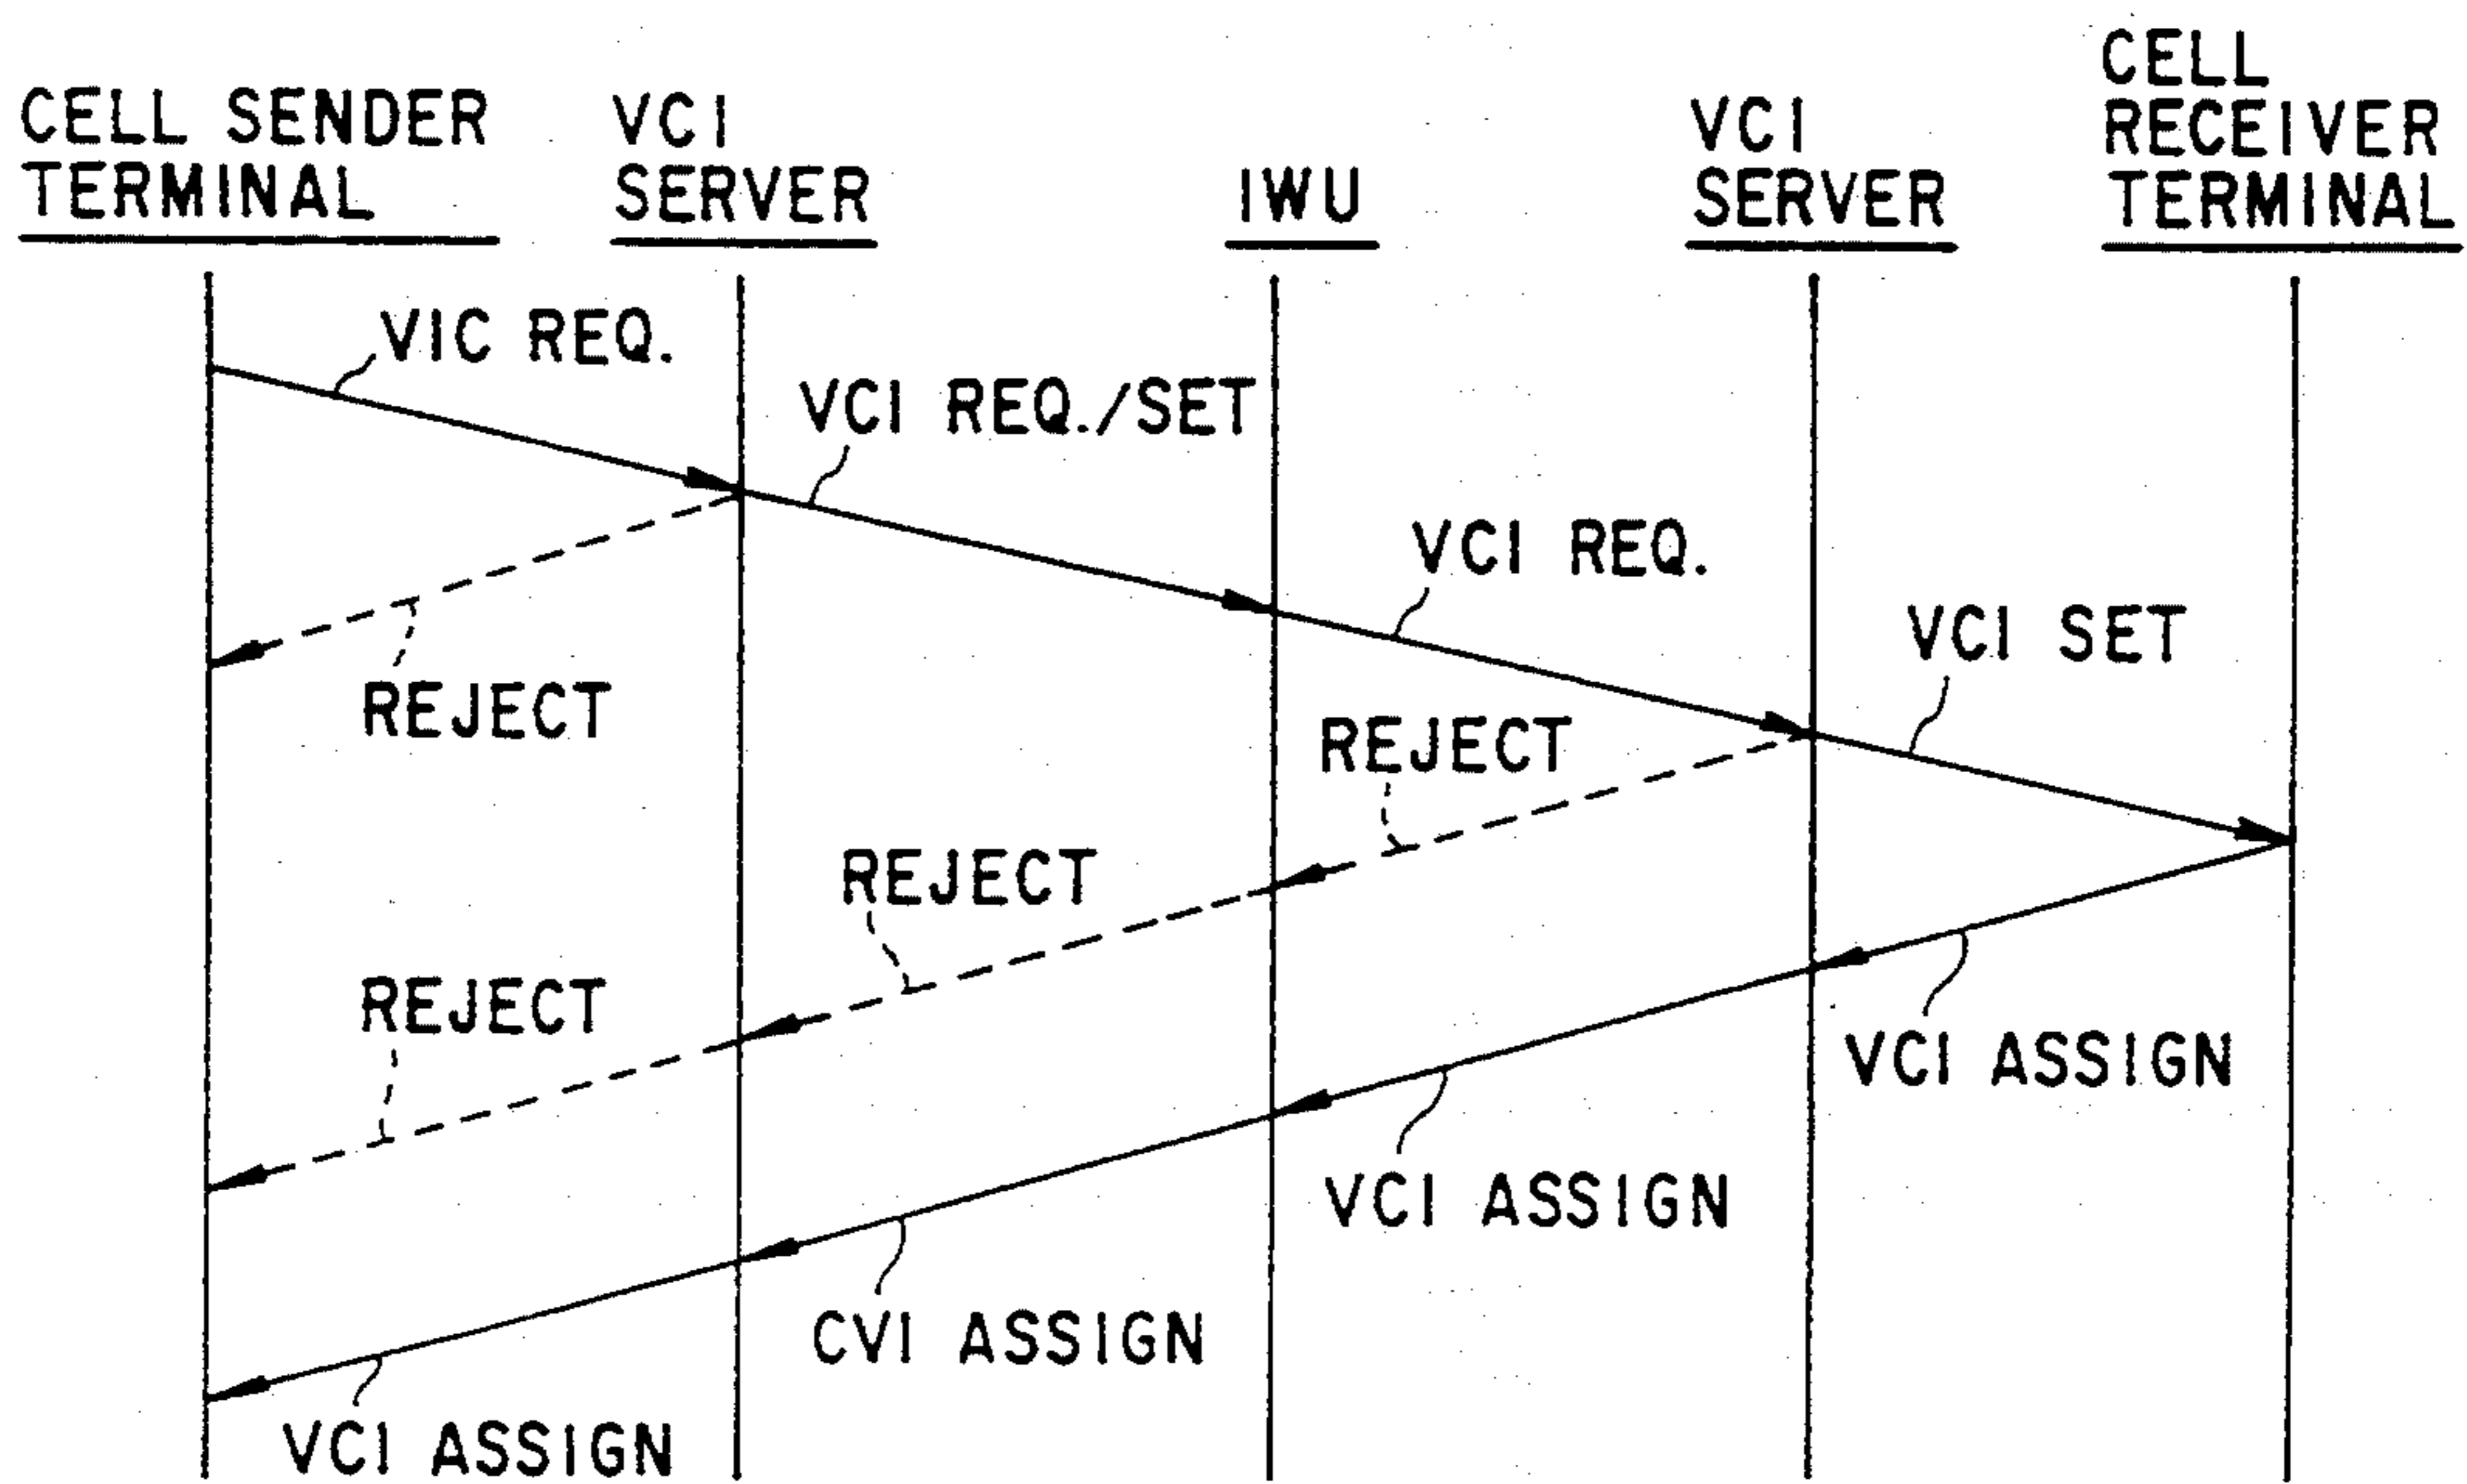 CELL SENDER
TERMINAL
VCI
SERVER
IWU
VCI
SERVER
CELL
RECEIVER
TERMINAL
VIC REQ.
VCI REQ./SET
VCI REQ.
VCI SET
REJECT
REJECT
REJECT
REJECT
VCI ASSIGN
VCI ASSIGN
CVI ASSIGN
VCI ASSIGN